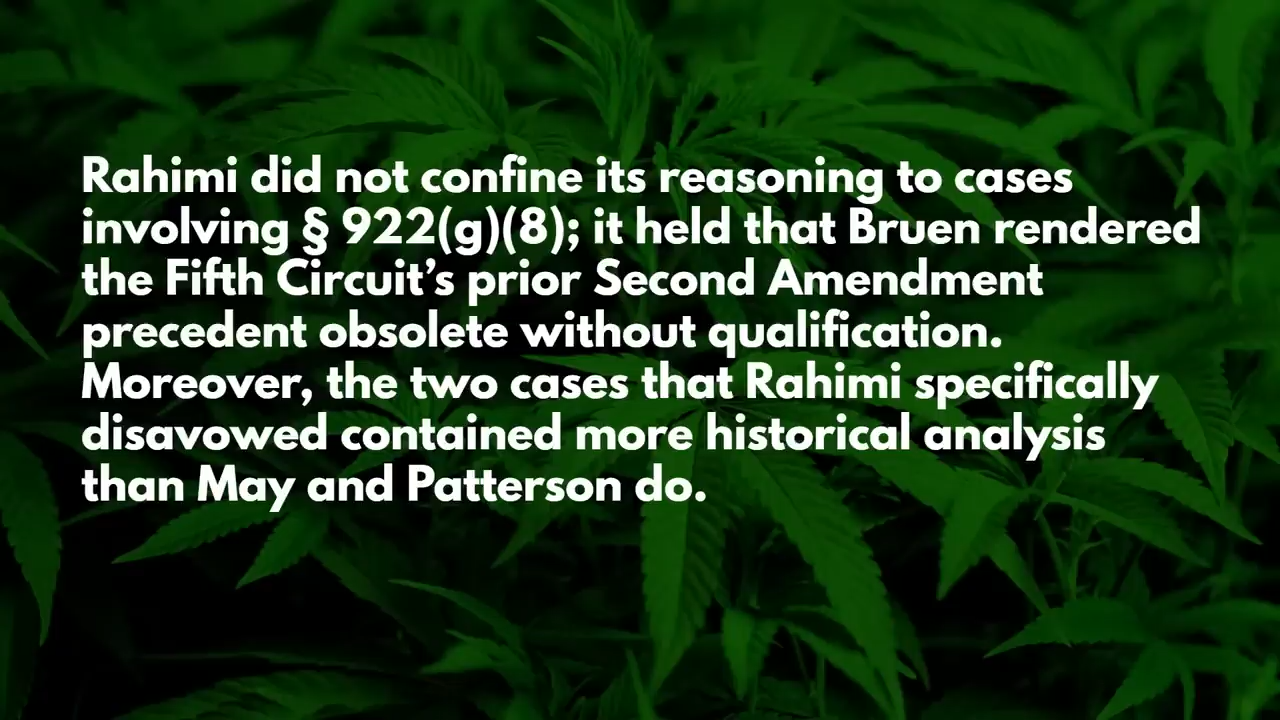 Rahimi did not confine its reasoning to cases
involving § 922(g)(8); it held that Bruen rendered
the Fifth Circuit’s prior Second Amendment
precedent obsolete without qualification.
Moreover, the two cases that Rahimi specifically
disavowed contained more historical analysis
than May and Patterson do.